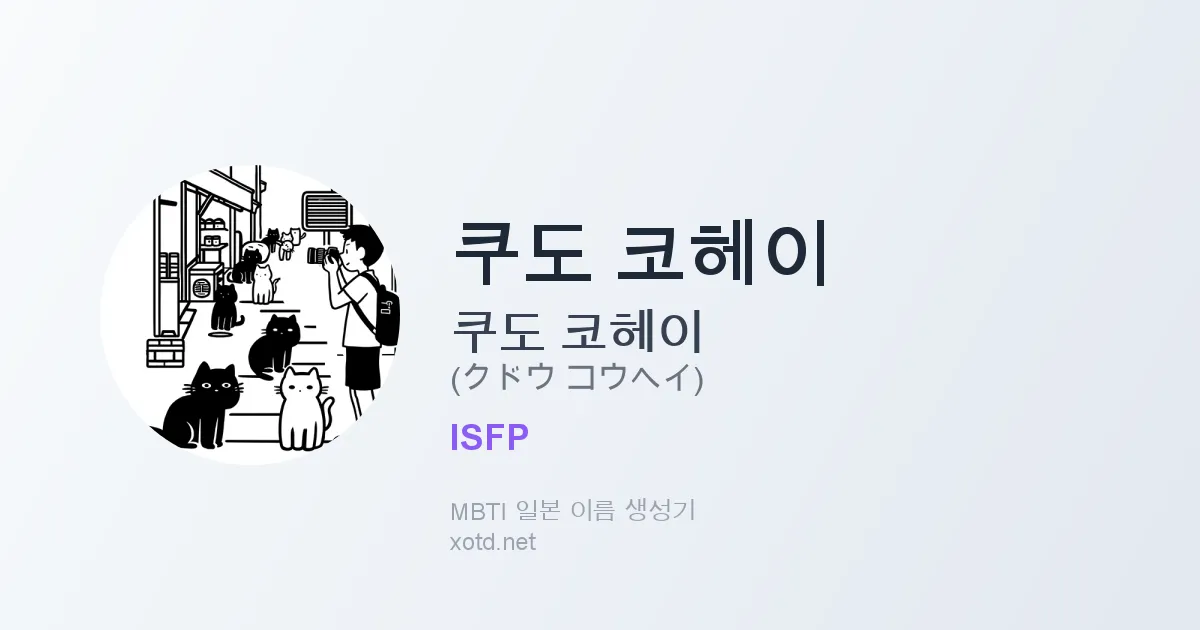 쿠도 코헤이
쿠도 코헤이
(クドウ コウヘイ)
ISFP
MBTI 일본 이름 생성기
xotd.net